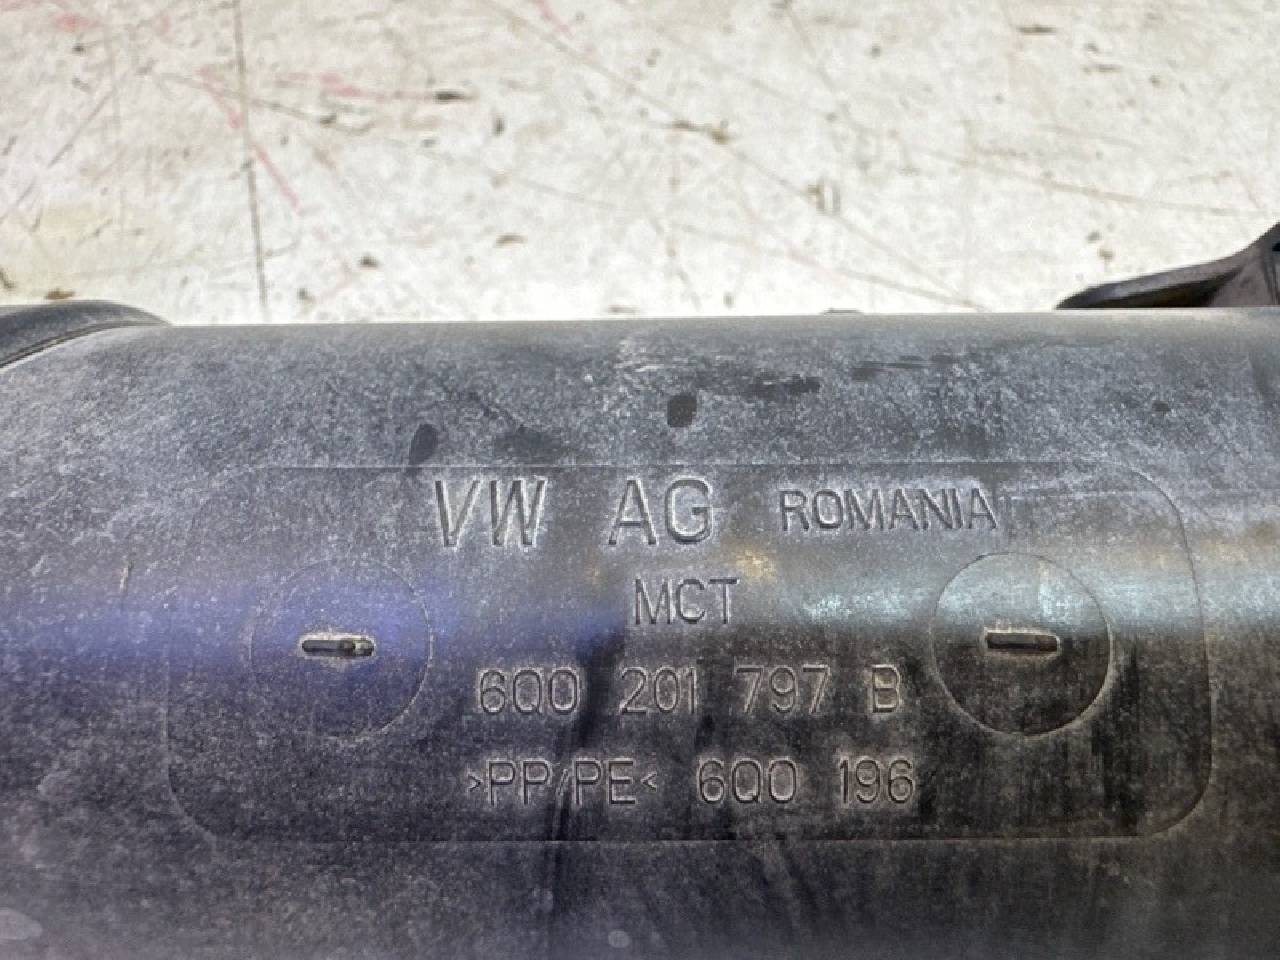 VW AG ROMANIA
MCT
6Q0 201 797 B
>PP/PE< 6Q0 196